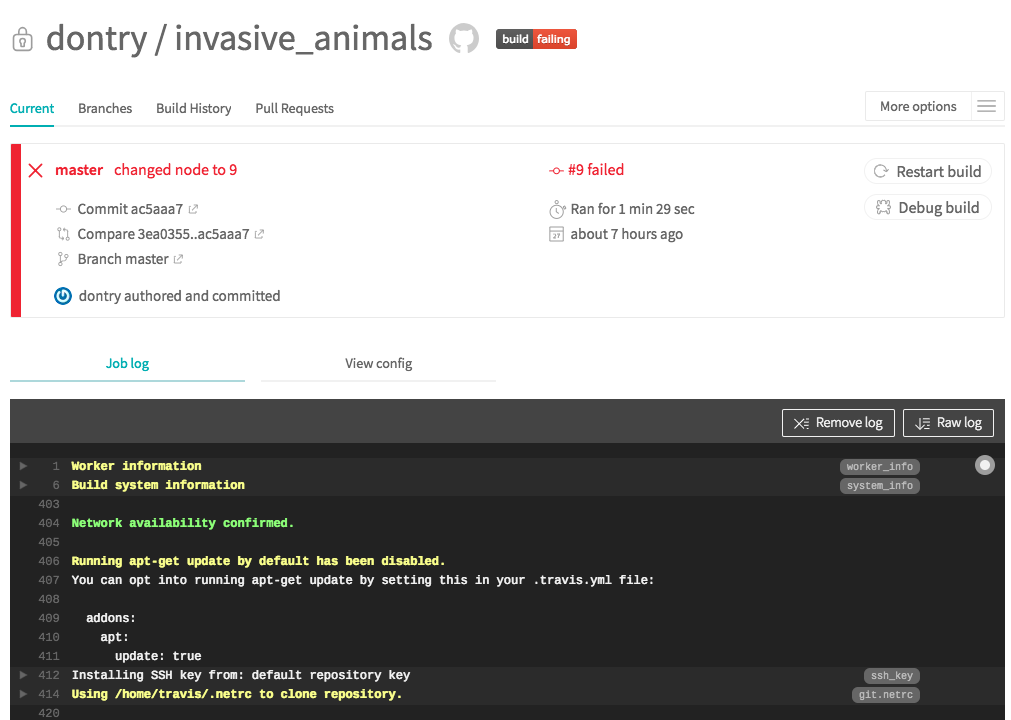 dontry / invasive_animals build failing
Current Branches Build History Pull Requests More options
master changed node to 9 #9 failed Restart build
Commit ac5aaa7 Ran for 1 min 29 sec Debug build
Compare 3ea0355..ac5aaa7 27 about 7 hours ago
Branch master
dontry authored and committed
Job log View config
Remove log Raw log
1 Worker information worker_info
6 Build system information system_info
403
404 Network availability confirmed.
405
406 Running apt-get update by default has been disabled.
407 You can opt into running apt-get update by setting this in your .travis.yml file:
408
409 addons:
410 apt:
411 update: true
412 Installing SSH key from: default repository key ssh_key
414 Using /home/travis/.netrc to clone repository. git.netrc
420